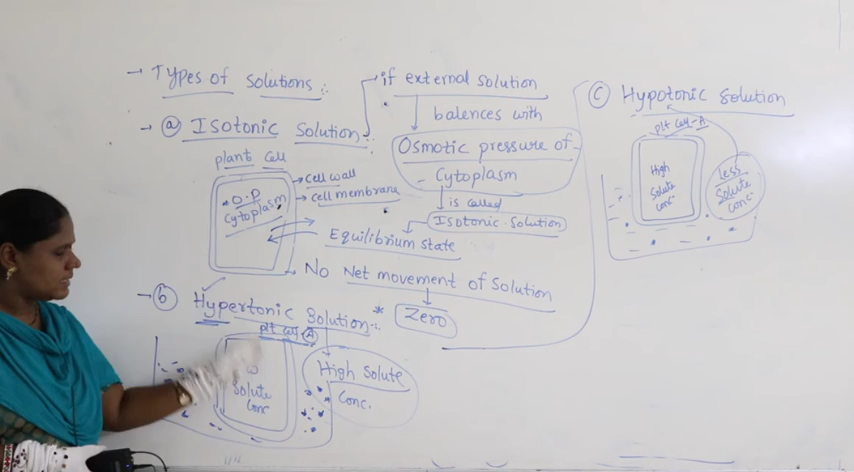 → Types of Solutions:
→ ⓐ Isotonic Solution:
plant cell
→ cell wall
→ cell membrane
O.P
cytoplasm
→ if external solution
balences with
Osmotic pressure of
Cytoplasm
is called
Isotonic Solution
Equilibrium state
→ No Net movement of Solution
Zero
→ ⓑ Hypertonic Solution:
plt cell-A
Solute
Conc
High Solute
Conc.
ⓒ Hypotonic Solution
plt cell-A
High
Solute
Conc
less
Solute
Conc